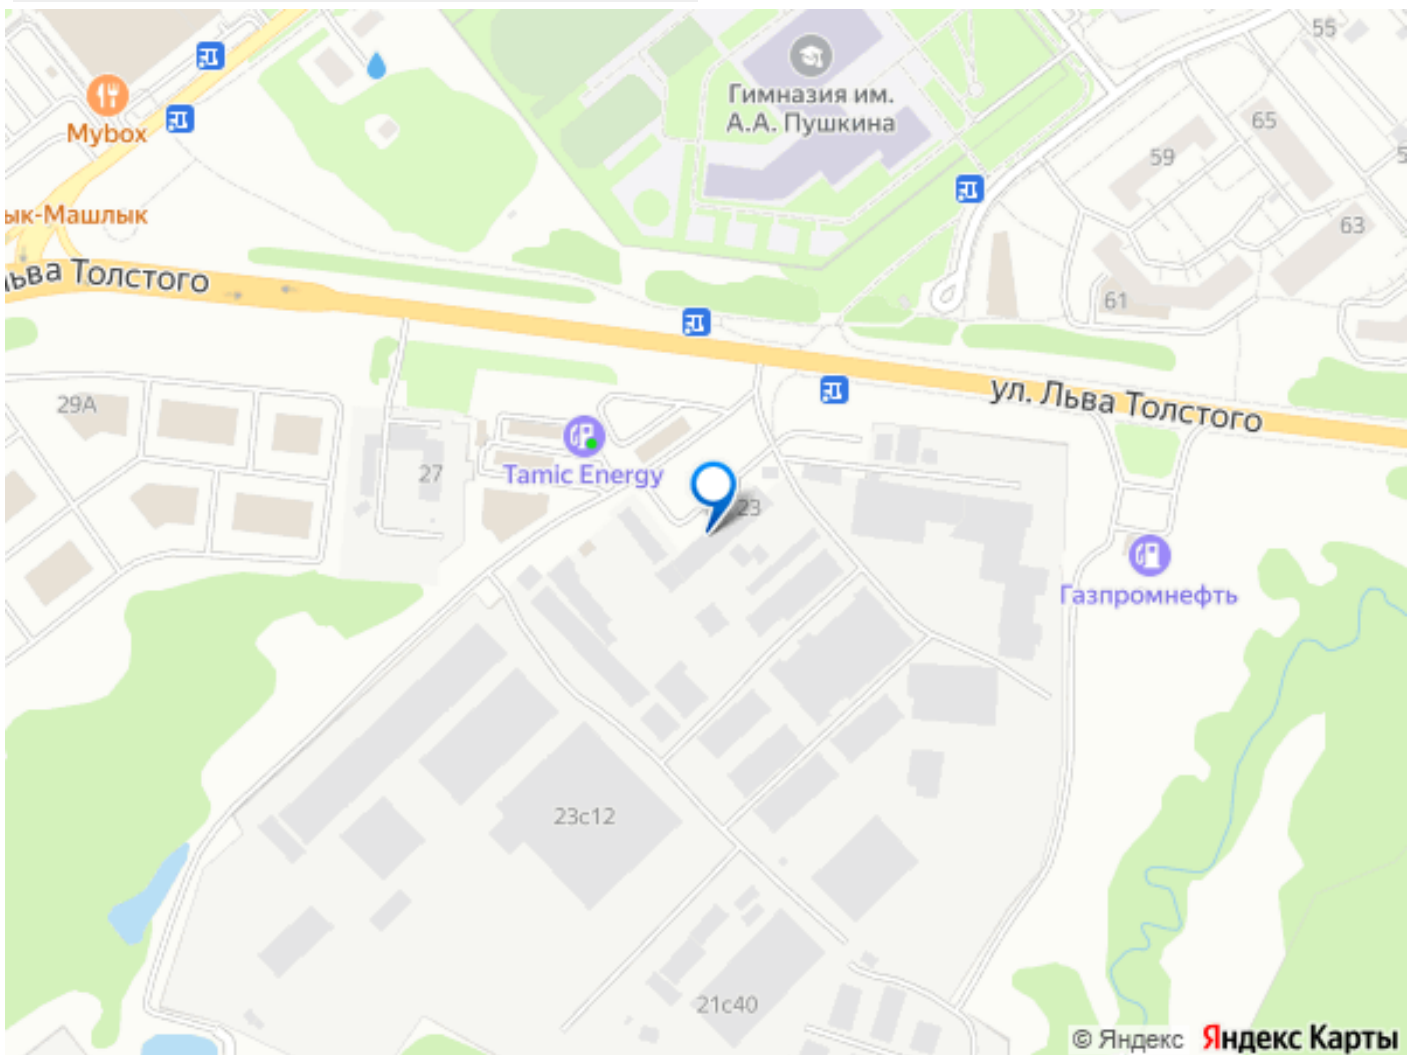 55
Гимназия им.
А.А. Пушкина
Mybox
65
59
ык-Машлык
63
Льва Толстого
61
ул. Льва Толстого
29А
27
Tamic Energy
23
Газпромнефть
23с12
21с40
© Яндекс Яндекс Карты